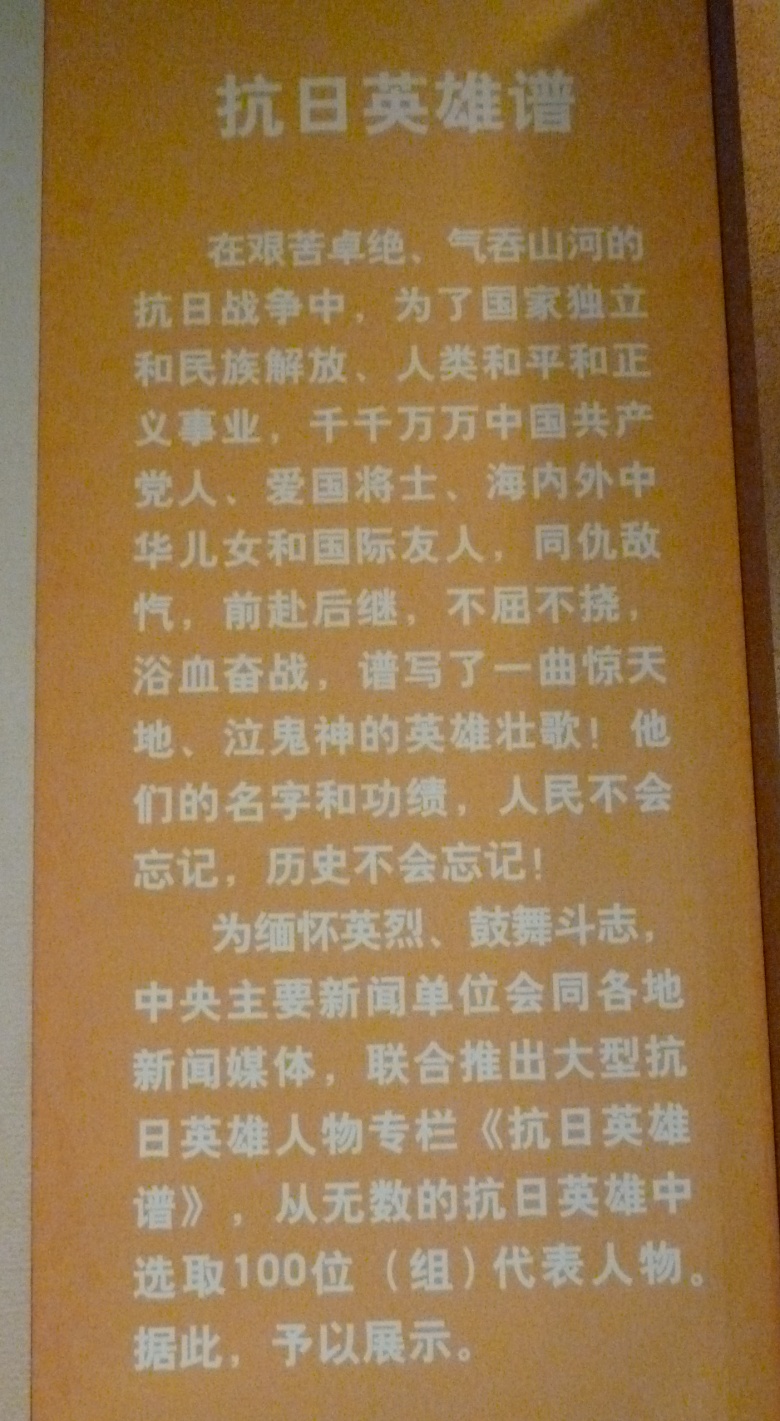 抗日英雄谱
在艰苦卓绝、气吞山河的
抗日战争中，为了国家独立
和民族解放、人类和平和正
义事业，千千万万中国共产
党人、爱国将士、海内外中
华儿女和国际友人，同仇敌
忾，前赴后继，不屈不挠，
浴血奋战，谱写了一曲惊天
地、泣鬼神的英雄壮歌！他
们的名字和功绩，人民不会
忘记，历史不会忘记！
为缅怀英烈、鼓舞斗志，
中央主要新闻单位会同各地
新闻媒体，联合推出大型抗
日英雄人物专栏《抗日英雄
谱》，从无数的抗日英雄中
选取100位（组）代表人物。
据此，予以展示。